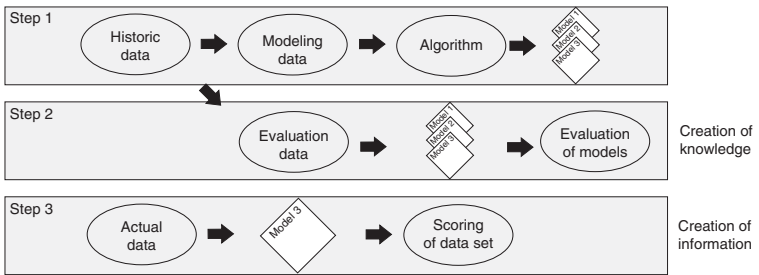 Step 1
Historic
data
Modeling
data
Algorithm
Model 1
Model 2
Model 3
Step 2
Evaluation
data
Model 1
Model 2
Model 3
Evaluation
of models
Creation of
knowledge
Step 3
Actual
data
Model 3
Scoring
of data set
Creation of
information